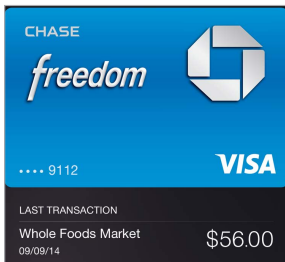 CHASE
freedom
•••• 9112
VISA
LAST TRANSACTION
Whole Foods Market
$56.00
09/09/14